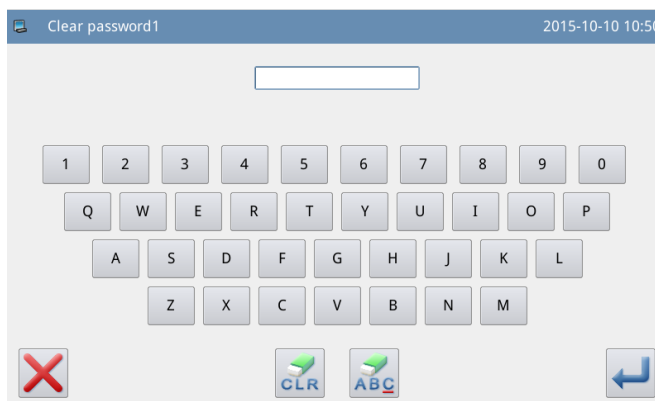 Clear password1 2015-10-10 10:50
1 2 3 4 5 6 7 8 9 0
Q W E R T Y U I O P
A S D F G H J K L
Z X C V B N M
CLR ABC